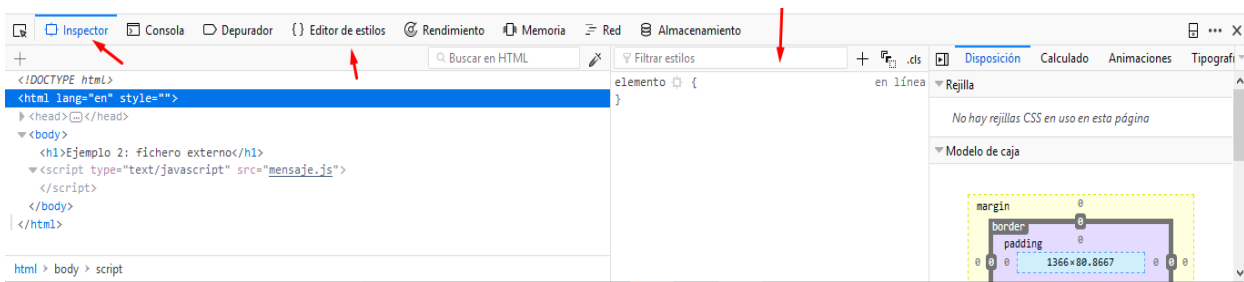 Inspector Consola Depurador { } Editor de estilos Rendimiento Memoria Red Almacenamiento
+ Buscar en HTML Filtrar estilos + .cls Disposición Calculado Animaciones Tipografí
<!DOCTYPE html>
<html lang="en" style="">
<head>…</head>
<body>
<h1>Ejemplo 2: fichero externo</h1>
<script type="text/javascript" src="mensaje.js">
</script>
</body>
</html>
html > body > script
elemento { en línea
}
Rejilla
No hay rejillas CSS en uso en esta página
Modelo de caja
margin 0
border 0
padding 0
0 0 0 1366×80.8667 0 0 0